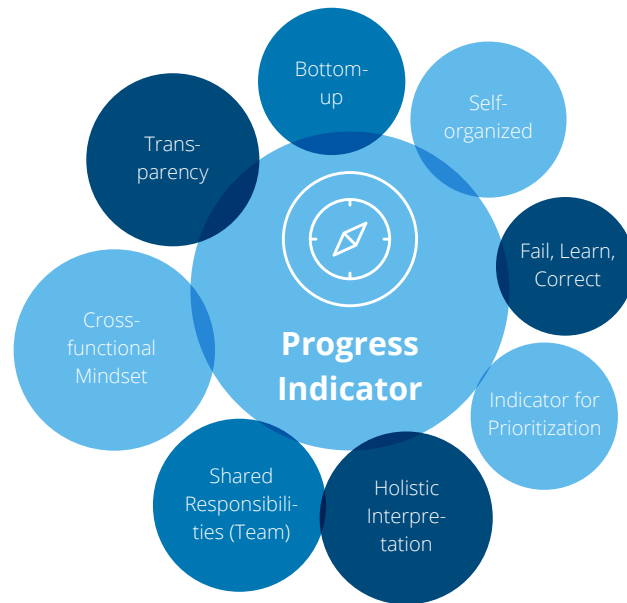 Bottom-
up
Self-
organized
Trans-
parency
Fail, Learn,
Correct
Cross-
functional
Mindset
Progress
Indicator
Indicator for
Prioritization
Shared
Responsibili-
ties (Team)
Holistic
Interpre-
tation